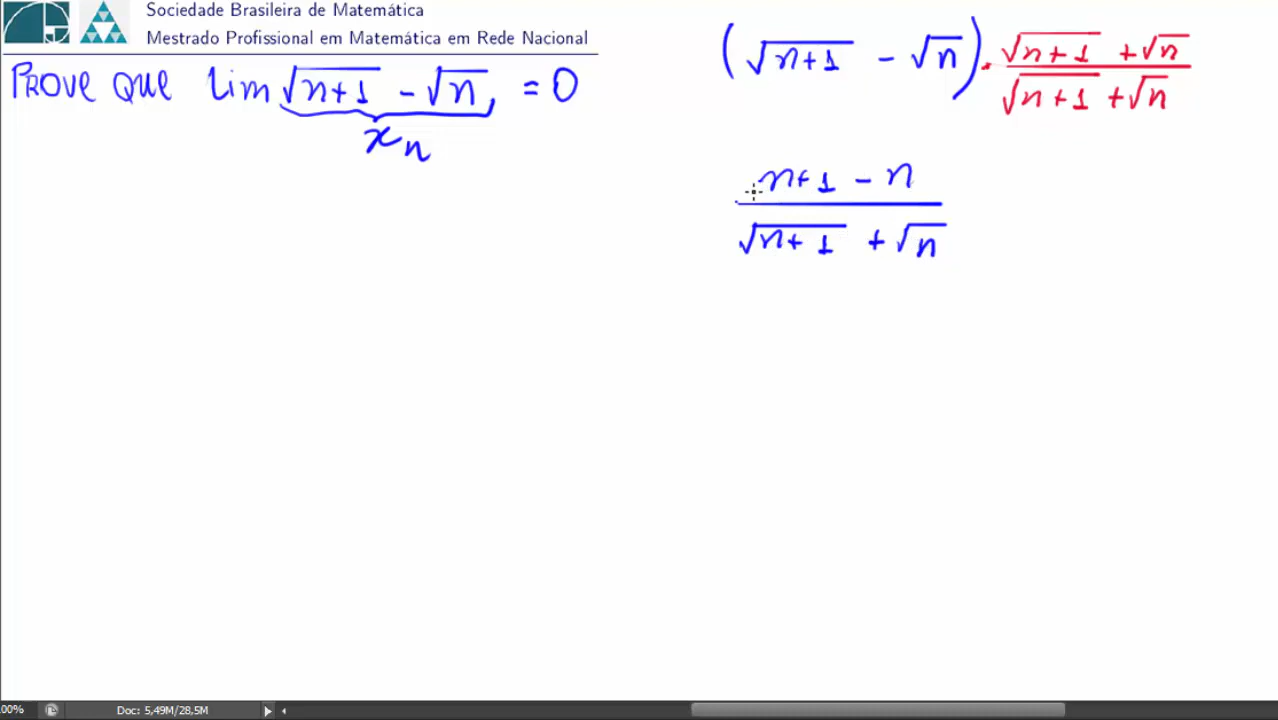 Sociedade Brasileira de Matemática
Mestrado Profissional em Matemática em Rede Nacional
PROVE QUE lim √(n+1) - √n = 0
xn
(√(n+1) - √n) . (√(n+1) + √n)/(√(n+1) + √n)
n+1 - n
√(n+1) + √n
00%
Doc: 5,49M/28,5M